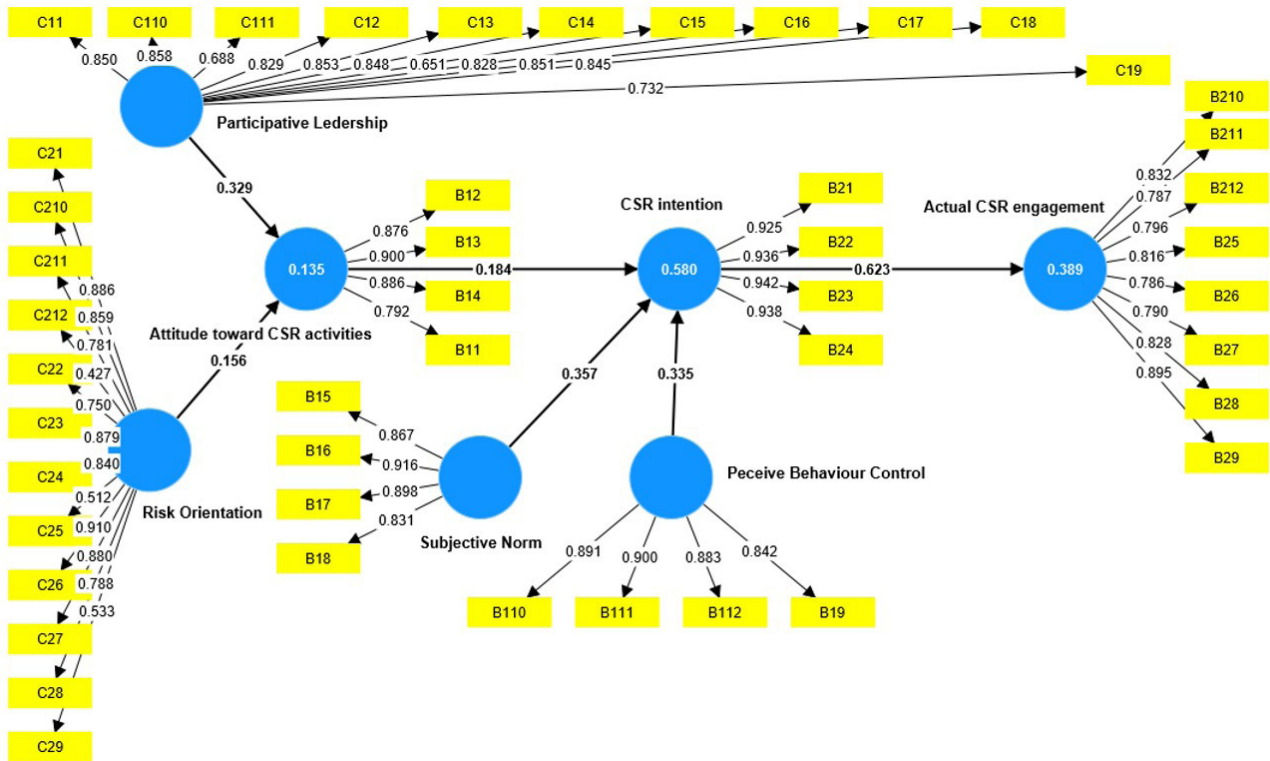 C11 C110 C111 C12 C13 C14 C15 C16 C17 C18
0.850 0.858 0.688 0.829 0.853 0.848 0.651 0.828 0.851 0.845
C19
0.732
B210
Participative Ledership
B211
C21
0.832
0.329
0.787
C210
B12
CSR intention
B21
Actual CSR engagement
B212
0.876
0.925
0.796
C211
B13
B22
B25
0.900
0.936
0.816
0.135
0.184
0.580
0.623
0.389
0.886
0.886
0.942
0.786
B14
B23
B26
C212
0.859
0.792
0.938
0.790
Attitude toward CSR activities
0.781
B11
B24
0.828
B27
0.156
C22
0.427
0.357
0.335
0.895
B15
0.750
B28
C23
0.867
0.879
B16
B29
0.840
0.916
C24
Peceive Behaviour Control
0.512
0.898
B17
Risk Orientation
0.910
0.831
C25
Subjective Norm
0.880
B18
0.891
0.900
0.883
0.842
C26
0.788
0.533
B110
B111
B112
B19
C27
C28
C29